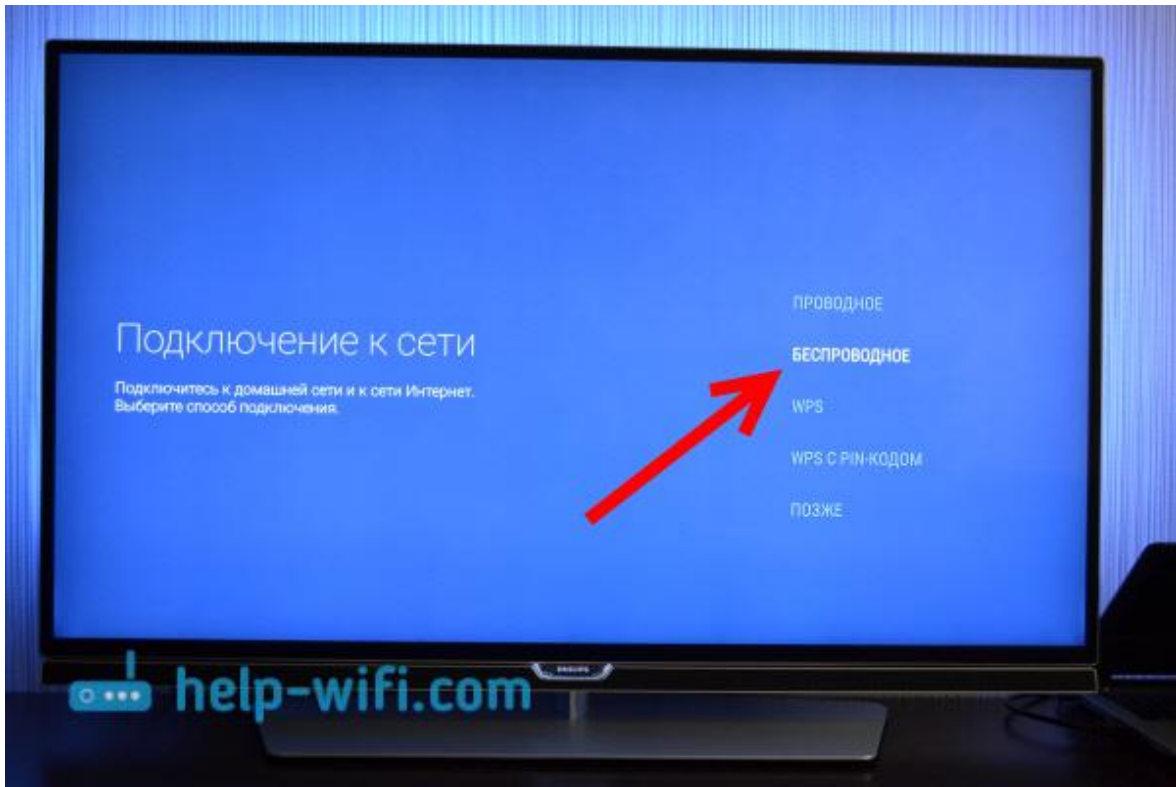 Подключение к сети
Подключитесь к домашней сети и к сети Интернет.
Выберите способ подключения.
ПРОВОДНОЕ
БЕСПРОВОДНОЕ
WPS
WPS С PIN-КОДОМ
ПОЗЖЕ
PHILIPS
help-wifi.com